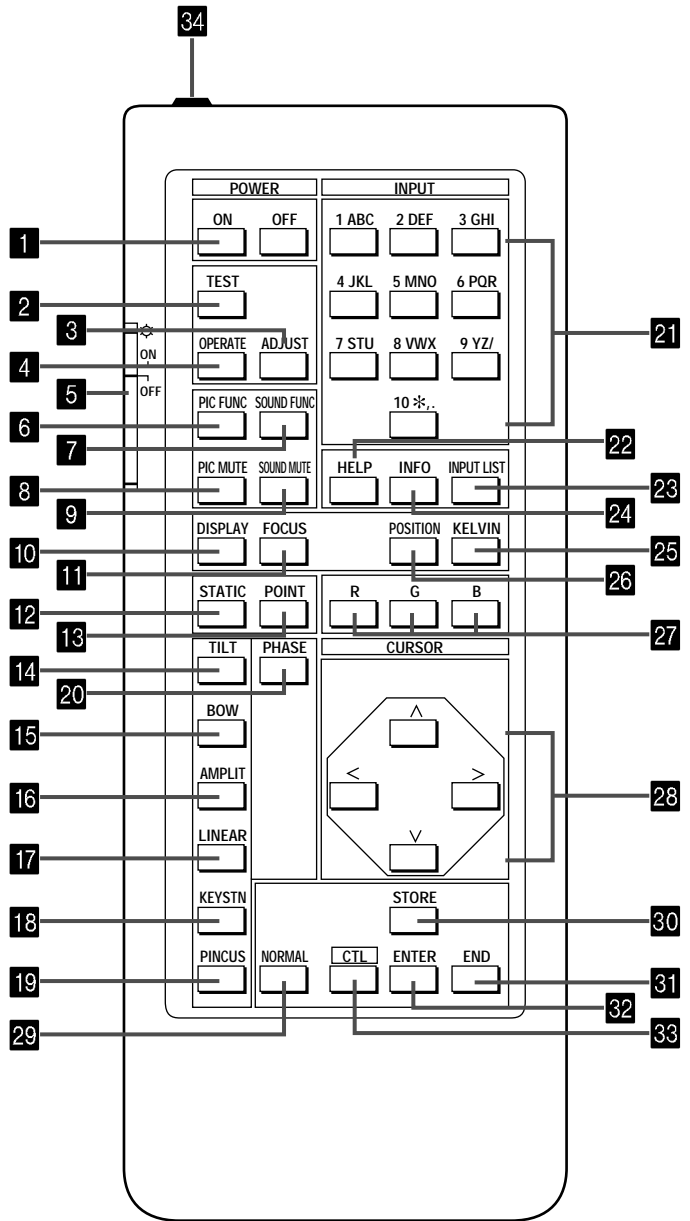 34
POWER INPUT
ON OFF 1 ABC 2 DEF 3 GHI
1
TEST 4 JKL 5 MNO 6 PQR
2
3
21
ON
OPERATE ADJUST 7 STU 8 VWX 9 YZ/
4
5
OFF
PIC FUNC SOUND FUNC 10 *,.
6
7
22
PIC MUTE SOUND MUTE HELP INFO INPUT LIST
8
9
23
24
DISPLAY FOCUS POSITION KELVIN
10
11
25
26
STATIC POINT R G B
12
13
27
TILT PHASE CURSOR
14
20
BOW ^
15
AMPLIT < >
16
28
LINEAR v
17
KEYSTN STORE
18
30
PINCUS NORMAL CTL ENTER END
19
31
32
29
33